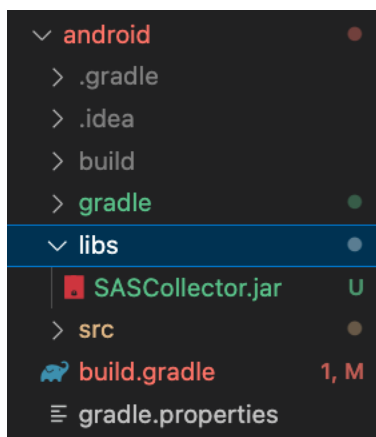 android
.gradle
.idea
build
gradle
libs
SASCollector.jar U
src
build.gradle 1, M
gradle.properties